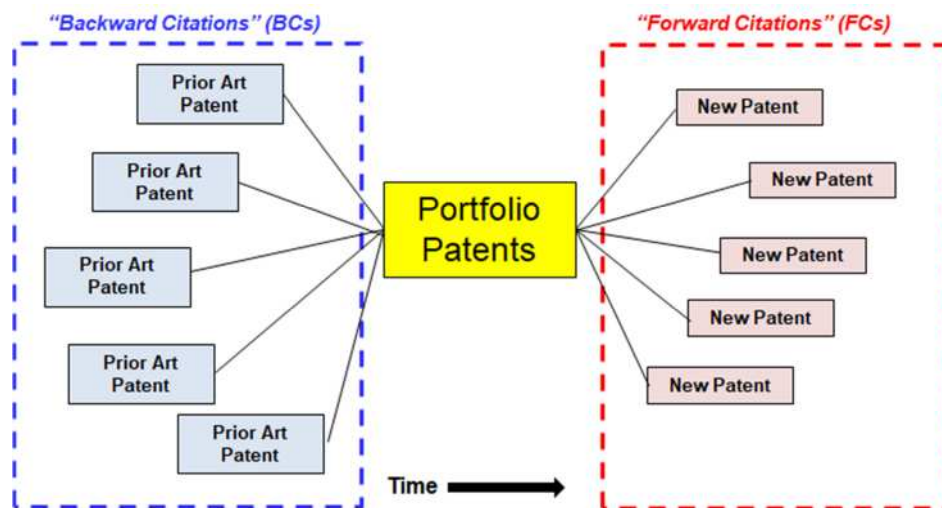 “Backward Citations” (BCs)
Prior Art
Patent
Prior Art
Patent
Prior Art
Patent
Prior Art
Patent
Prior Art
Patent
Portfolio
Patents
Time
“Forward Citations” (FCs)
New Patent
New Patent
New Patent
New Patent
New Patent